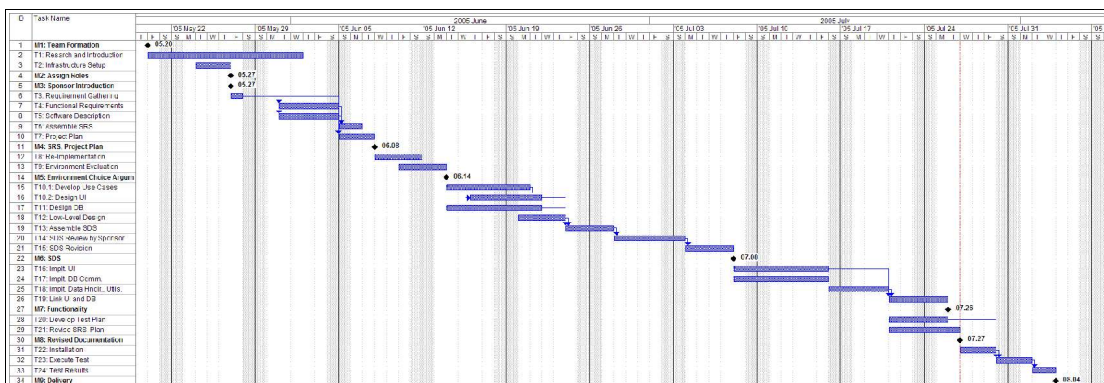 D Task Name
2005 June 2005 July
'05 May 22 '05 May 29 '05 Jun 05 '05 Jun 12 '05 Jun 19 '05 Jun 26 '05 Jul 03 '05 Jul 10 '05 Jul 17 '05 Jul 24 '05 Jul 31 '05
1 M1: Team Formation 05.20
2 T1: Research and Introduction
3 T2: Infrastructure Setup
4 M2: Assign Roles 05.27
5 M3: Sponsor Introduction 05.27
6 T3: Requirement Gathering
7 T4: Functional Requirements
8 T5: Software Description
9 T6: Assemble SRS
10 T7: Project Plan
11 M4: SRS, Project Plan 06.08
12 T8: Re-Implementation
13 T9: Environment Evaluation
14 M5: Environment Choice Argum 06.14
15 T10.1: Develop Use Cases
16 T10.2: Design UI
17 T11: Design DB
18 T12: Low-Level Design
19 T13: Assemble SDS
20 T14: SDS Review by Sponsor
21 T15: SDS Revision
22 M6: SDS 07.08
23 T16: Impl. UI
24 T17: Impl. DB Comm.
25 T18: Impl. Data Hndl., Utils.
26 T19: Link UI and DB
27 M7: Functionality 07.26
28 T20: Develop Test Plan
29 T21: Revise SRS, Plan
30 M8: Revised Documentation 07.27
31 T22: Installation
32 T23: Execute Test
33 T24: Test Results
34 M9: Delivery 08.04